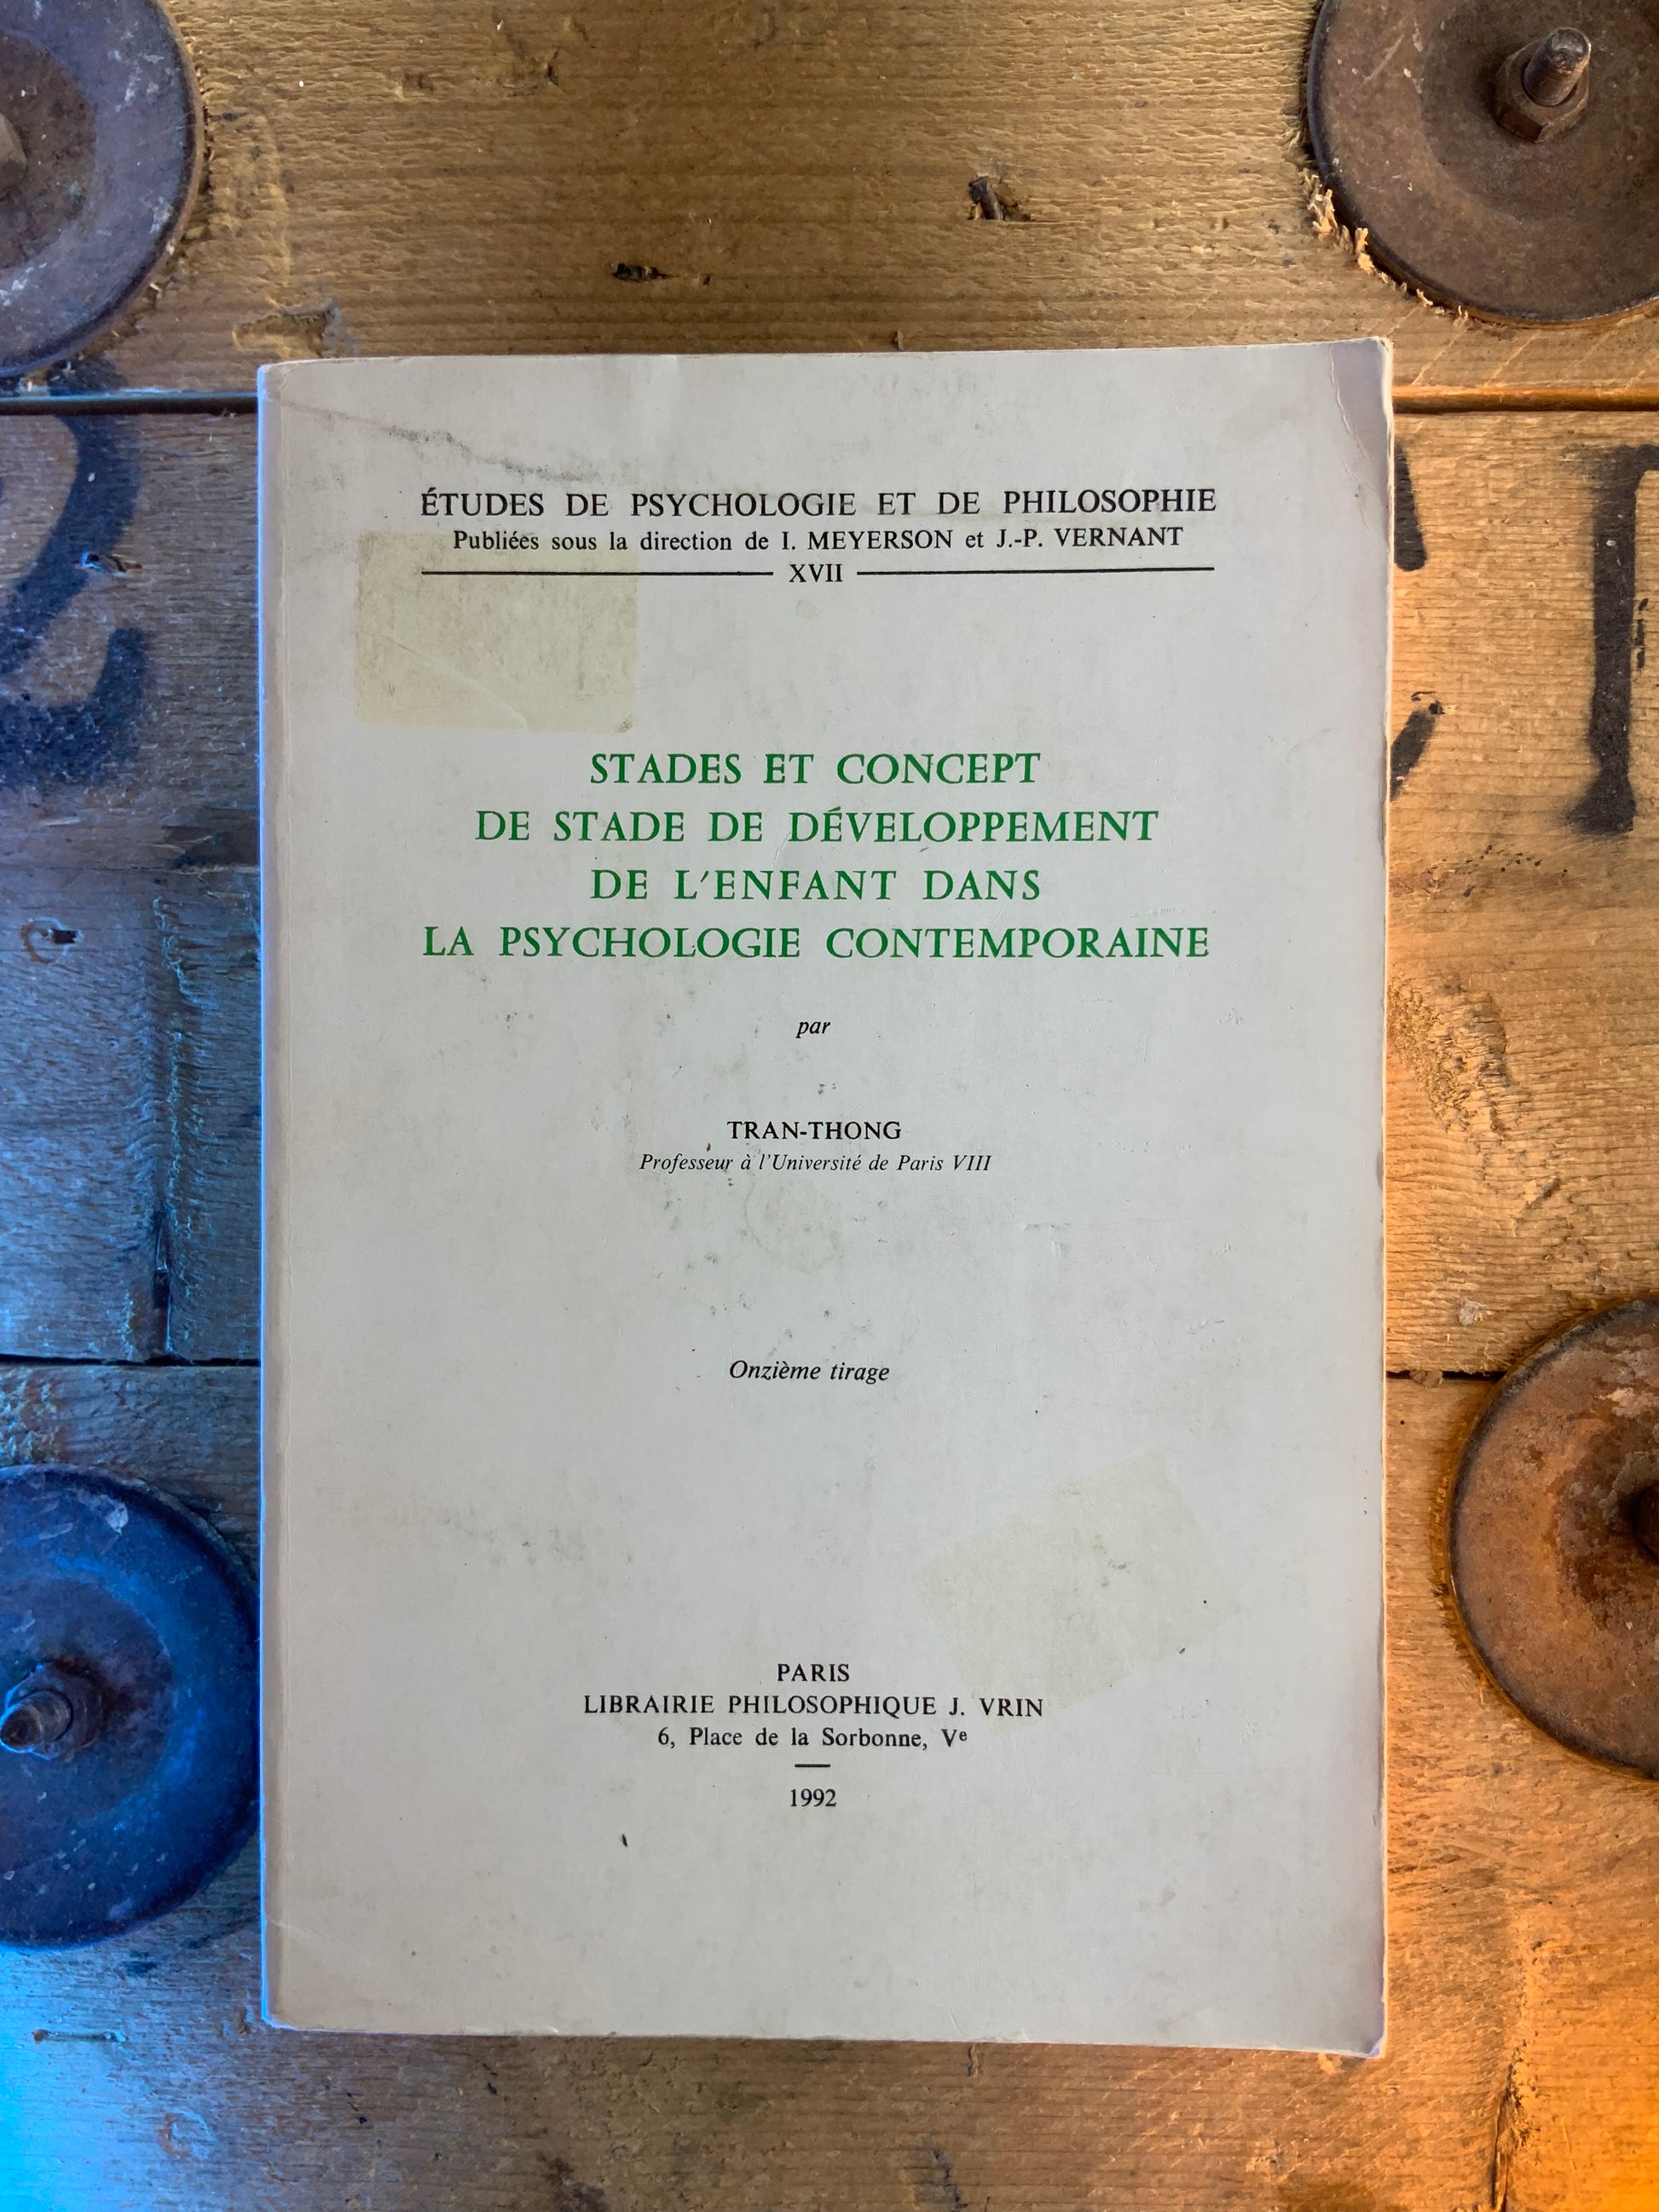 ÉTUDES DE PSYCHOLOGIE ET DE PHILOSOPHIE
Publiées sous la direction de I. MEYERSON et J.-P. VERNANT
XVII
STADES ET CONCEPT
DE STADE DE DÉVELOPPEMENT
DE L'ENFANT DANS
LA PSYCHOLOGIE CONTEMPORAINE
par
TRAN-THONG
Professeur à l'Université de Paris VIII
Onzième tirage
PARIS
LIBRAIRIE PHILOSOPHIQUE J. VRIN
6, Place de la Sorbonne, Vᵉ
1992